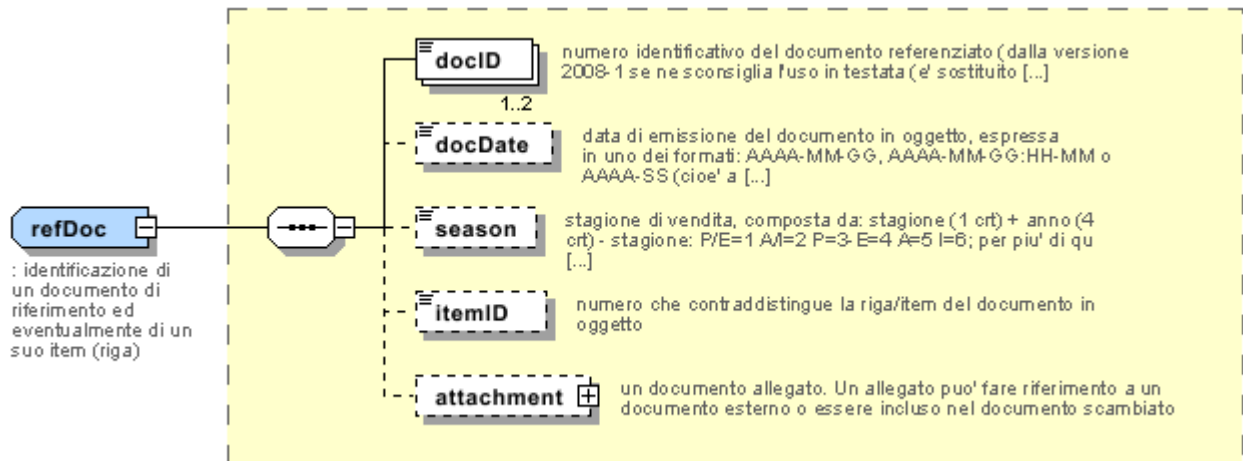 docID
numero identificativo del documento referenziato (dalla versione
2008-1 se ne sconsiglia l'uso in testata (e' sostituito [...]
1..2
docDate
data di emissione del documento in oggetto, espressa
in uno dei formati: AAAA-MM-GG, AAAA-MM-GG:HH-MM o
AAAA-SS (cioe' a [...]
refDoc
: identificazione di
un documento di
riferimento ed
eventualmente di un
suo item (riga)
season
stagione di vendita, composta da: stagione (1 crt) + anno (4
crt) - stagione: P/E=1 A/I=2 P=3- E=4 A=5 I=6; per piu' di qu
[...]
itemID
numero che contraddistingue la riga/item del documento in
oggetto
attachment
un documento allegato. Un allegato puo' fare riferimento a un
documento esterno o essere incluso nel documento scambiato